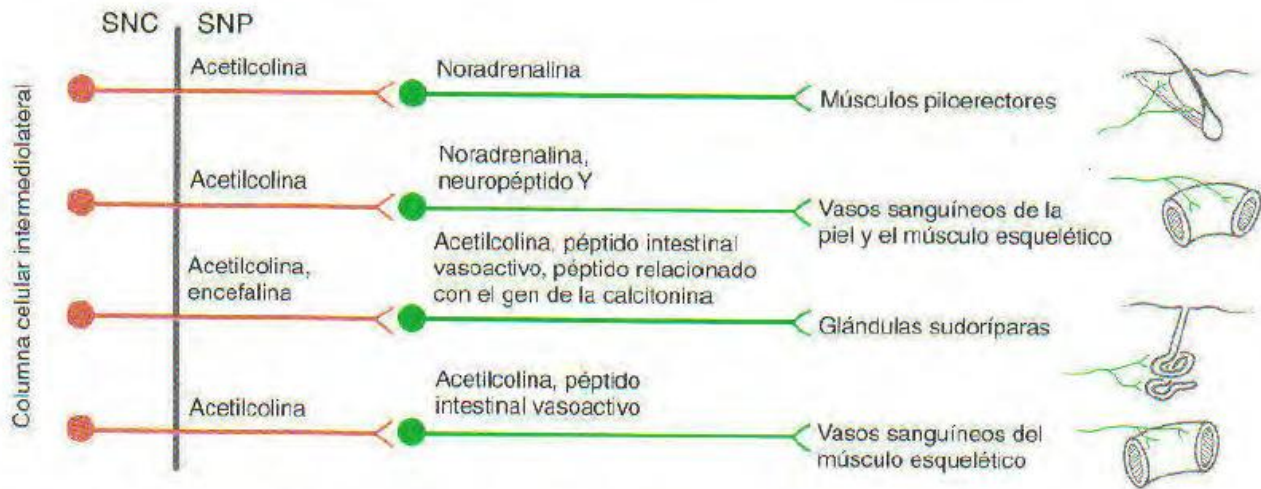 SNC
SNP
Columna celular intermediolateral
Acetilcolina
Noradrenalina
Músculos piloerectores
Acetilcolina
Noradrenalina,
neuropéptido Y
Vasos sanguíneos de la
piel y el músculo esquelético
Acetilcolina,
encefalina
Acetilcolina, péptido intestinal
vasoactivo, péptido relacionado
con el gen de la calcitonina
Glándulas sudoríparas
Acetilcolina
Acetilcolina, péptido
intestinal vasoactivo
Vasos sanguíneos del
músculo esquelético